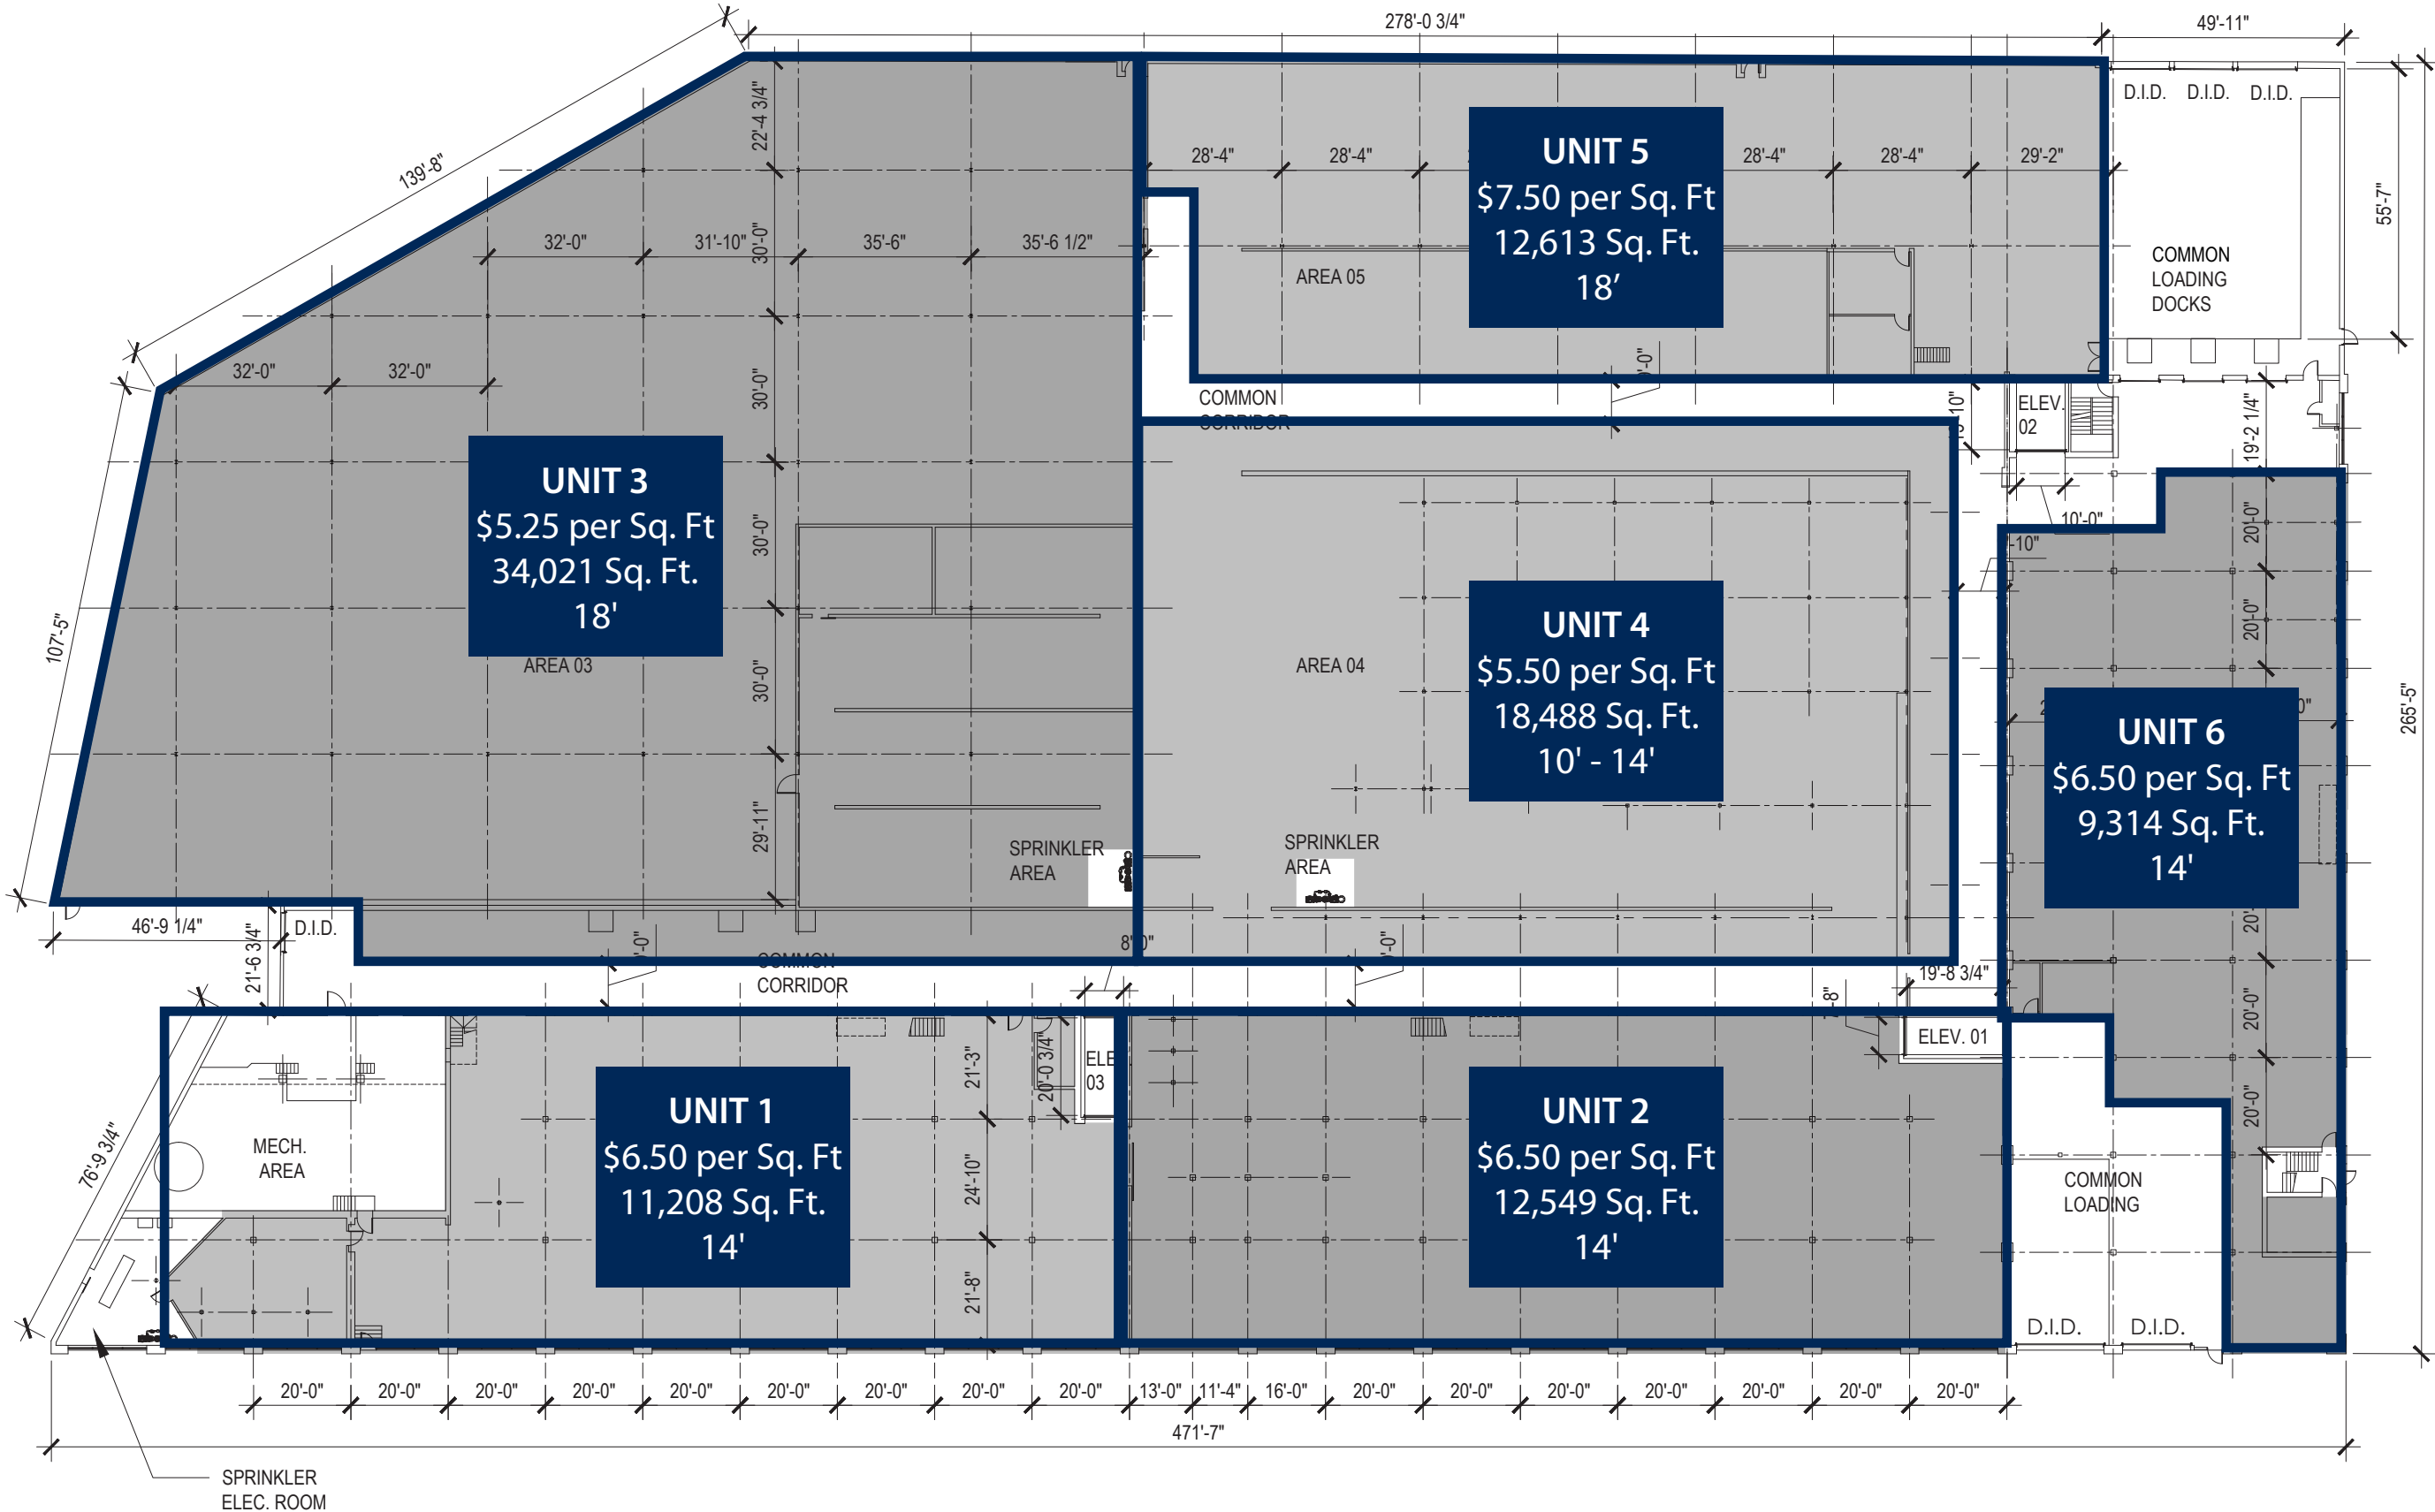 278'-0 3/4"
49'-11"
139'-8"
22'-4 3/4"
D.I.D.
D.I.D.
D.I.D.
UNIT 5
$7.50 per Sq. Ft
12,613 Sq. Ft.
18’
28'-4"
28'-4"
28'-4"
28'-4"
29'-2"
55'-7"
32'-0"
31'-10"
30'-0"
35'-6"
35'-6 1/2"
AREA 05
COMMON
LOADING
DOCKS
32'-0"
32'-0"
30'-0"
COMMON
CORRIDOR
ELEV.
02
19'-2 1/4"
UNIT 3
$5.25 per Sq. Ft
34,021 Sq. Ft.
18'
AREA 03
30'-0"
30'-0"
29'-11"
107'-5"
10'-0"
20'-0"
20'-0"
UNIT 4
$5.50 per Sq. Ft
18,488 Sq. Ft.
10' - 14'
AREA 04
265'-5"
UNIT 6
$6.50 per Sq. Ft
9,314 Sq. Ft.
14'
SPRINKLER
AREA
SPRINKLER
AREA
46'-9 1/4"
D.I.D.
21'-6 3/4"
COMMON
CORRIDOR
19'-8 3/4"
20'-0"
20'-0"
ELEV. 01
03
21'-3"
20'-0 3/4"
24'-10"
21'-8"
76'-9 3/4"
MECH.
AREA
UNIT 1
$6.50 per Sq. Ft
11,208 Sq. Ft.
14'
UNIT 2
$6.50 per Sq. Ft
12,549 Sq. Ft.
14'
COMMON
LOADING
D.I.D.
D.I.D.
20'-0"
20'-0"
20'-0"
20'-0"
20'-0"
20'-0"
20'-0"
20'-0"
20'-0"
13'-0"
11'-4"
16'-0"
20'-0"
20'-0"
20'-0"
20'-0"
20'-0"
20'-0"
20'-0"
471'-7"
SPRINKLER
ELEC. ROOM